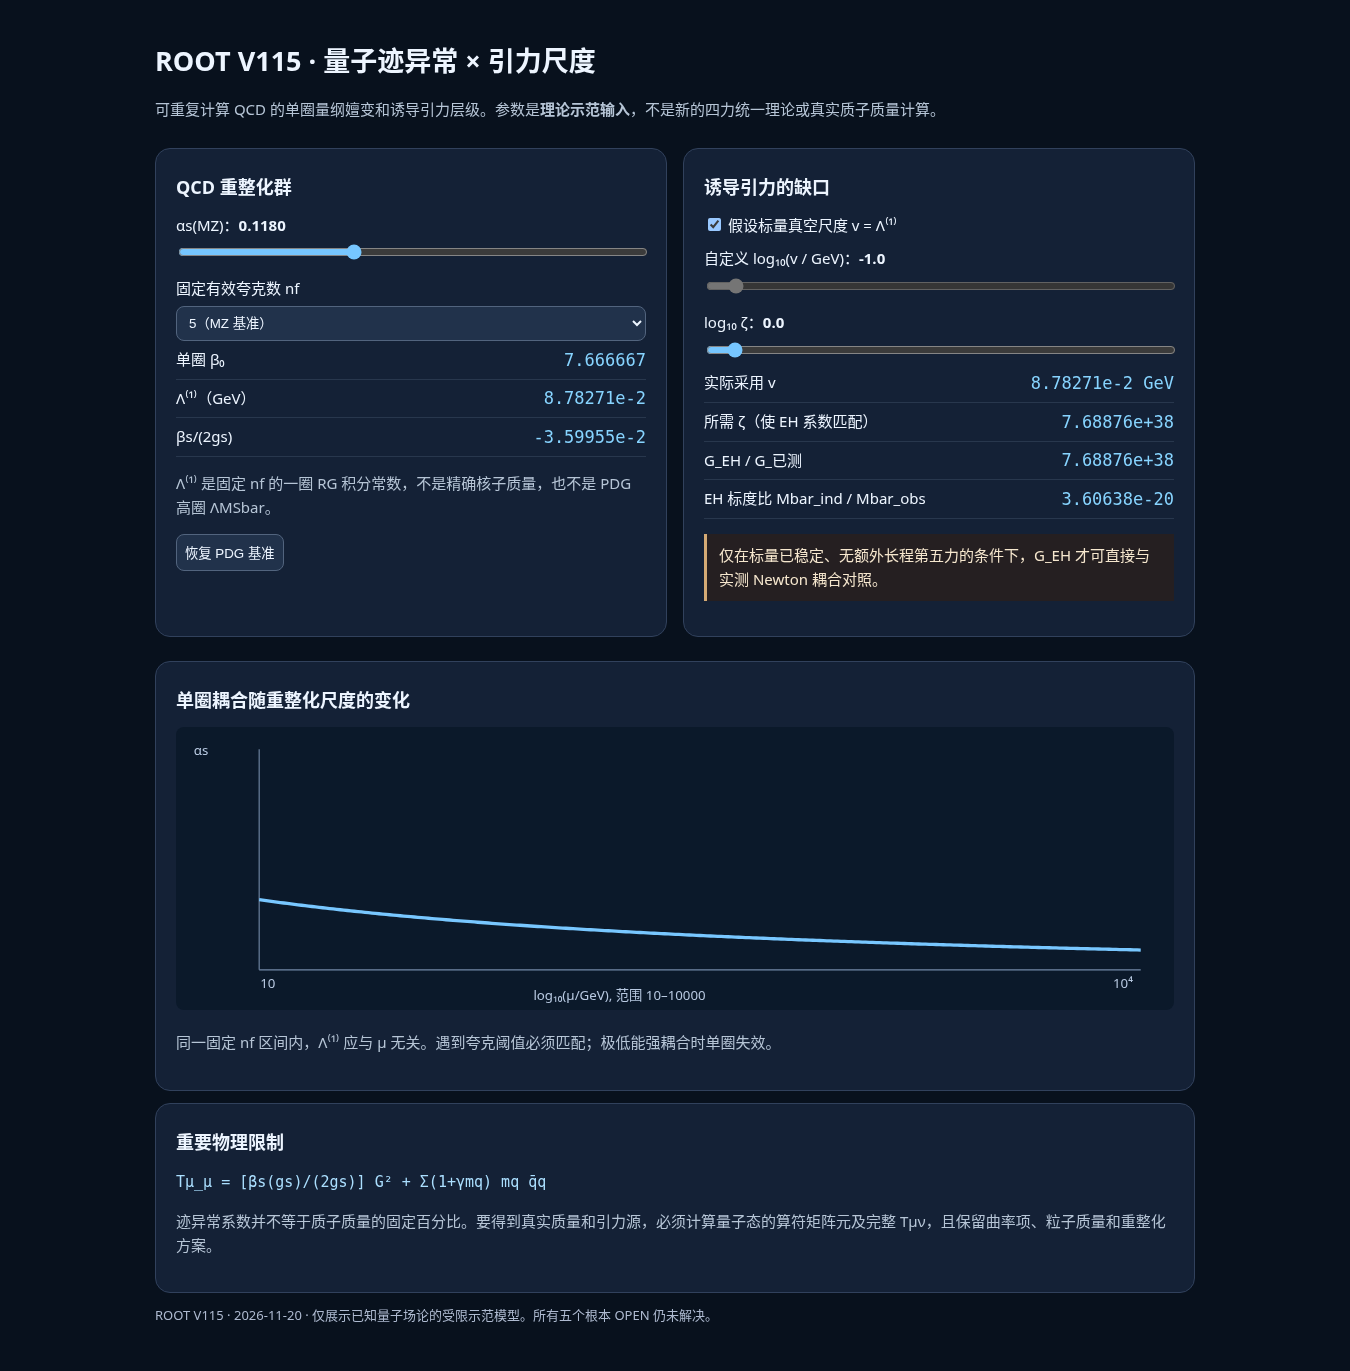 ROOT V115 · 量子迹异常 × 引力尺度
可重复计算 QCD 的单圈量纲嬗变和诱导引力层级。参数是理论示范输入，不是新的四力统一理论或真实质子质量计算。
QCD 重整化群
αs(MZ)：0.1180
固定有效夸克数 nf
5（MZ 基准）
单圈 β₀ 7.666667
Λ⁽¹⁾（GeV） 8.78271e-2
βs/(2gs) -3.59955e-2
Λ⁽¹⁾ 是固定 nf 的一圈 RG 积分常数，不是精确核子质量，也不是 PDG
高圈 ΛMSbar。
恢复 PDG 基准
诱导引力的缺口
假设标量真空尺度 v = Λ⁽¹⁾
自定义 log₁₀(v / GeV)：-1.0
log₁₀ ζ：0.0
实际采用 v 8.78271e-2 GeV
所需 ζ（使 EH 系数匹配） 7.68876e+38
G_EH / G_已测 7.68876e+38
EH 标度比 Mbar_ind / Mbar_obs 3.60638e-20
仅在标量已稳定、无额外长程第五力的条件下，G_EH 才可直接与
实测 Newton 耦合对照。
单圈耦合随重整化尺度的变化
αs
10
10⁴
log₁₀(μ/GeV), 范围 10–10000
同一固定 nf 区间内，Λ⁽¹⁾ 应与 μ 无关。遇到夸克阈值必须匹配；极低能强耦合时单圈失效。
重要物理限制
Tμ_μ = [βs(gs)/(2gs)] G² + Σ(1+γmq) mq q̄q
迹异常系数并不等于质子质量的固定百分比。要得到真实质量和引力源，必须计算量子态的算符矩阵元及完整 Tμν，且保留曲率项、粒子质量和重整化
方案。
ROOT V115 · 2026-11-20 · 仅展示已知量子场论的受限示范模型。所有五个根本 OPEN 仍未解决。